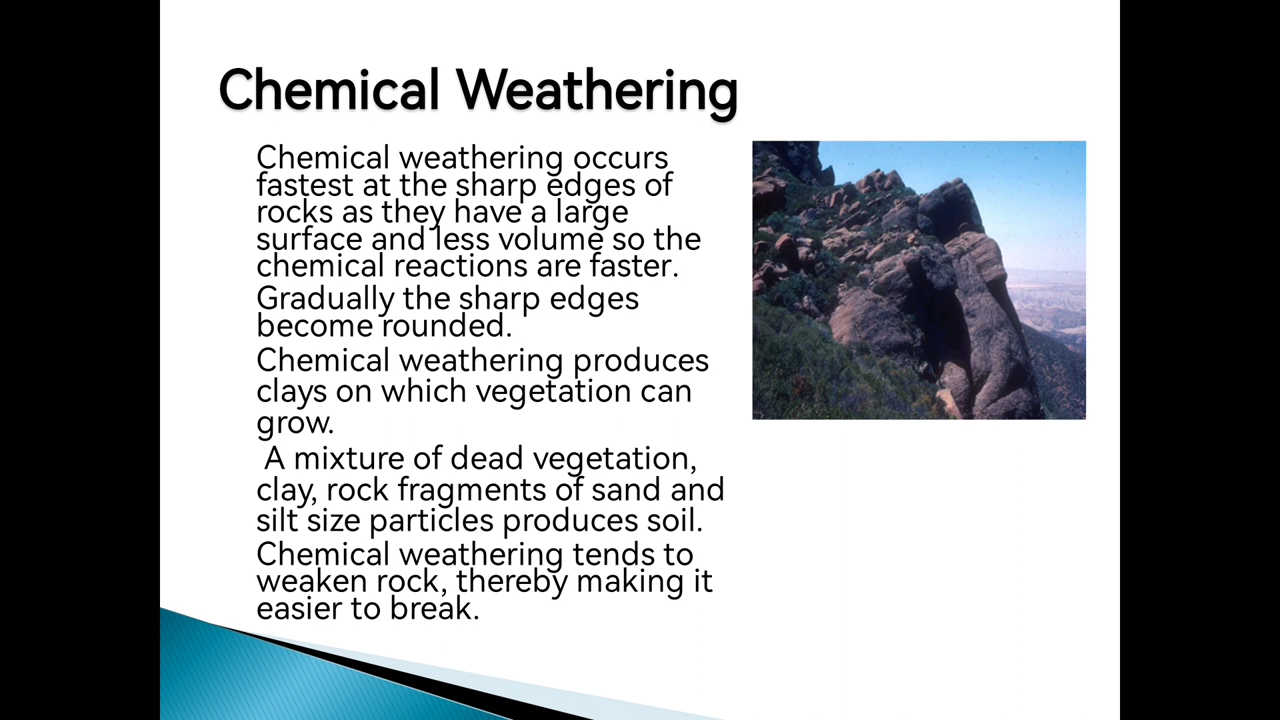 Chemical Weathering
Chemical weathering occurs
fastest at the sharp edges of
rocks as they have a large
surface and less volume so the
chemical reactions are faster.
Gradually the sharp edges
become rounded.
Chemical weathering produces
clays on which vegetation can
grow.
A mixture of dead vegetation,
clay, rock fragments of sand and
silt size particles produces soil.
Chemical weathering tends to
weaken rock, thereby making it
easier to break.